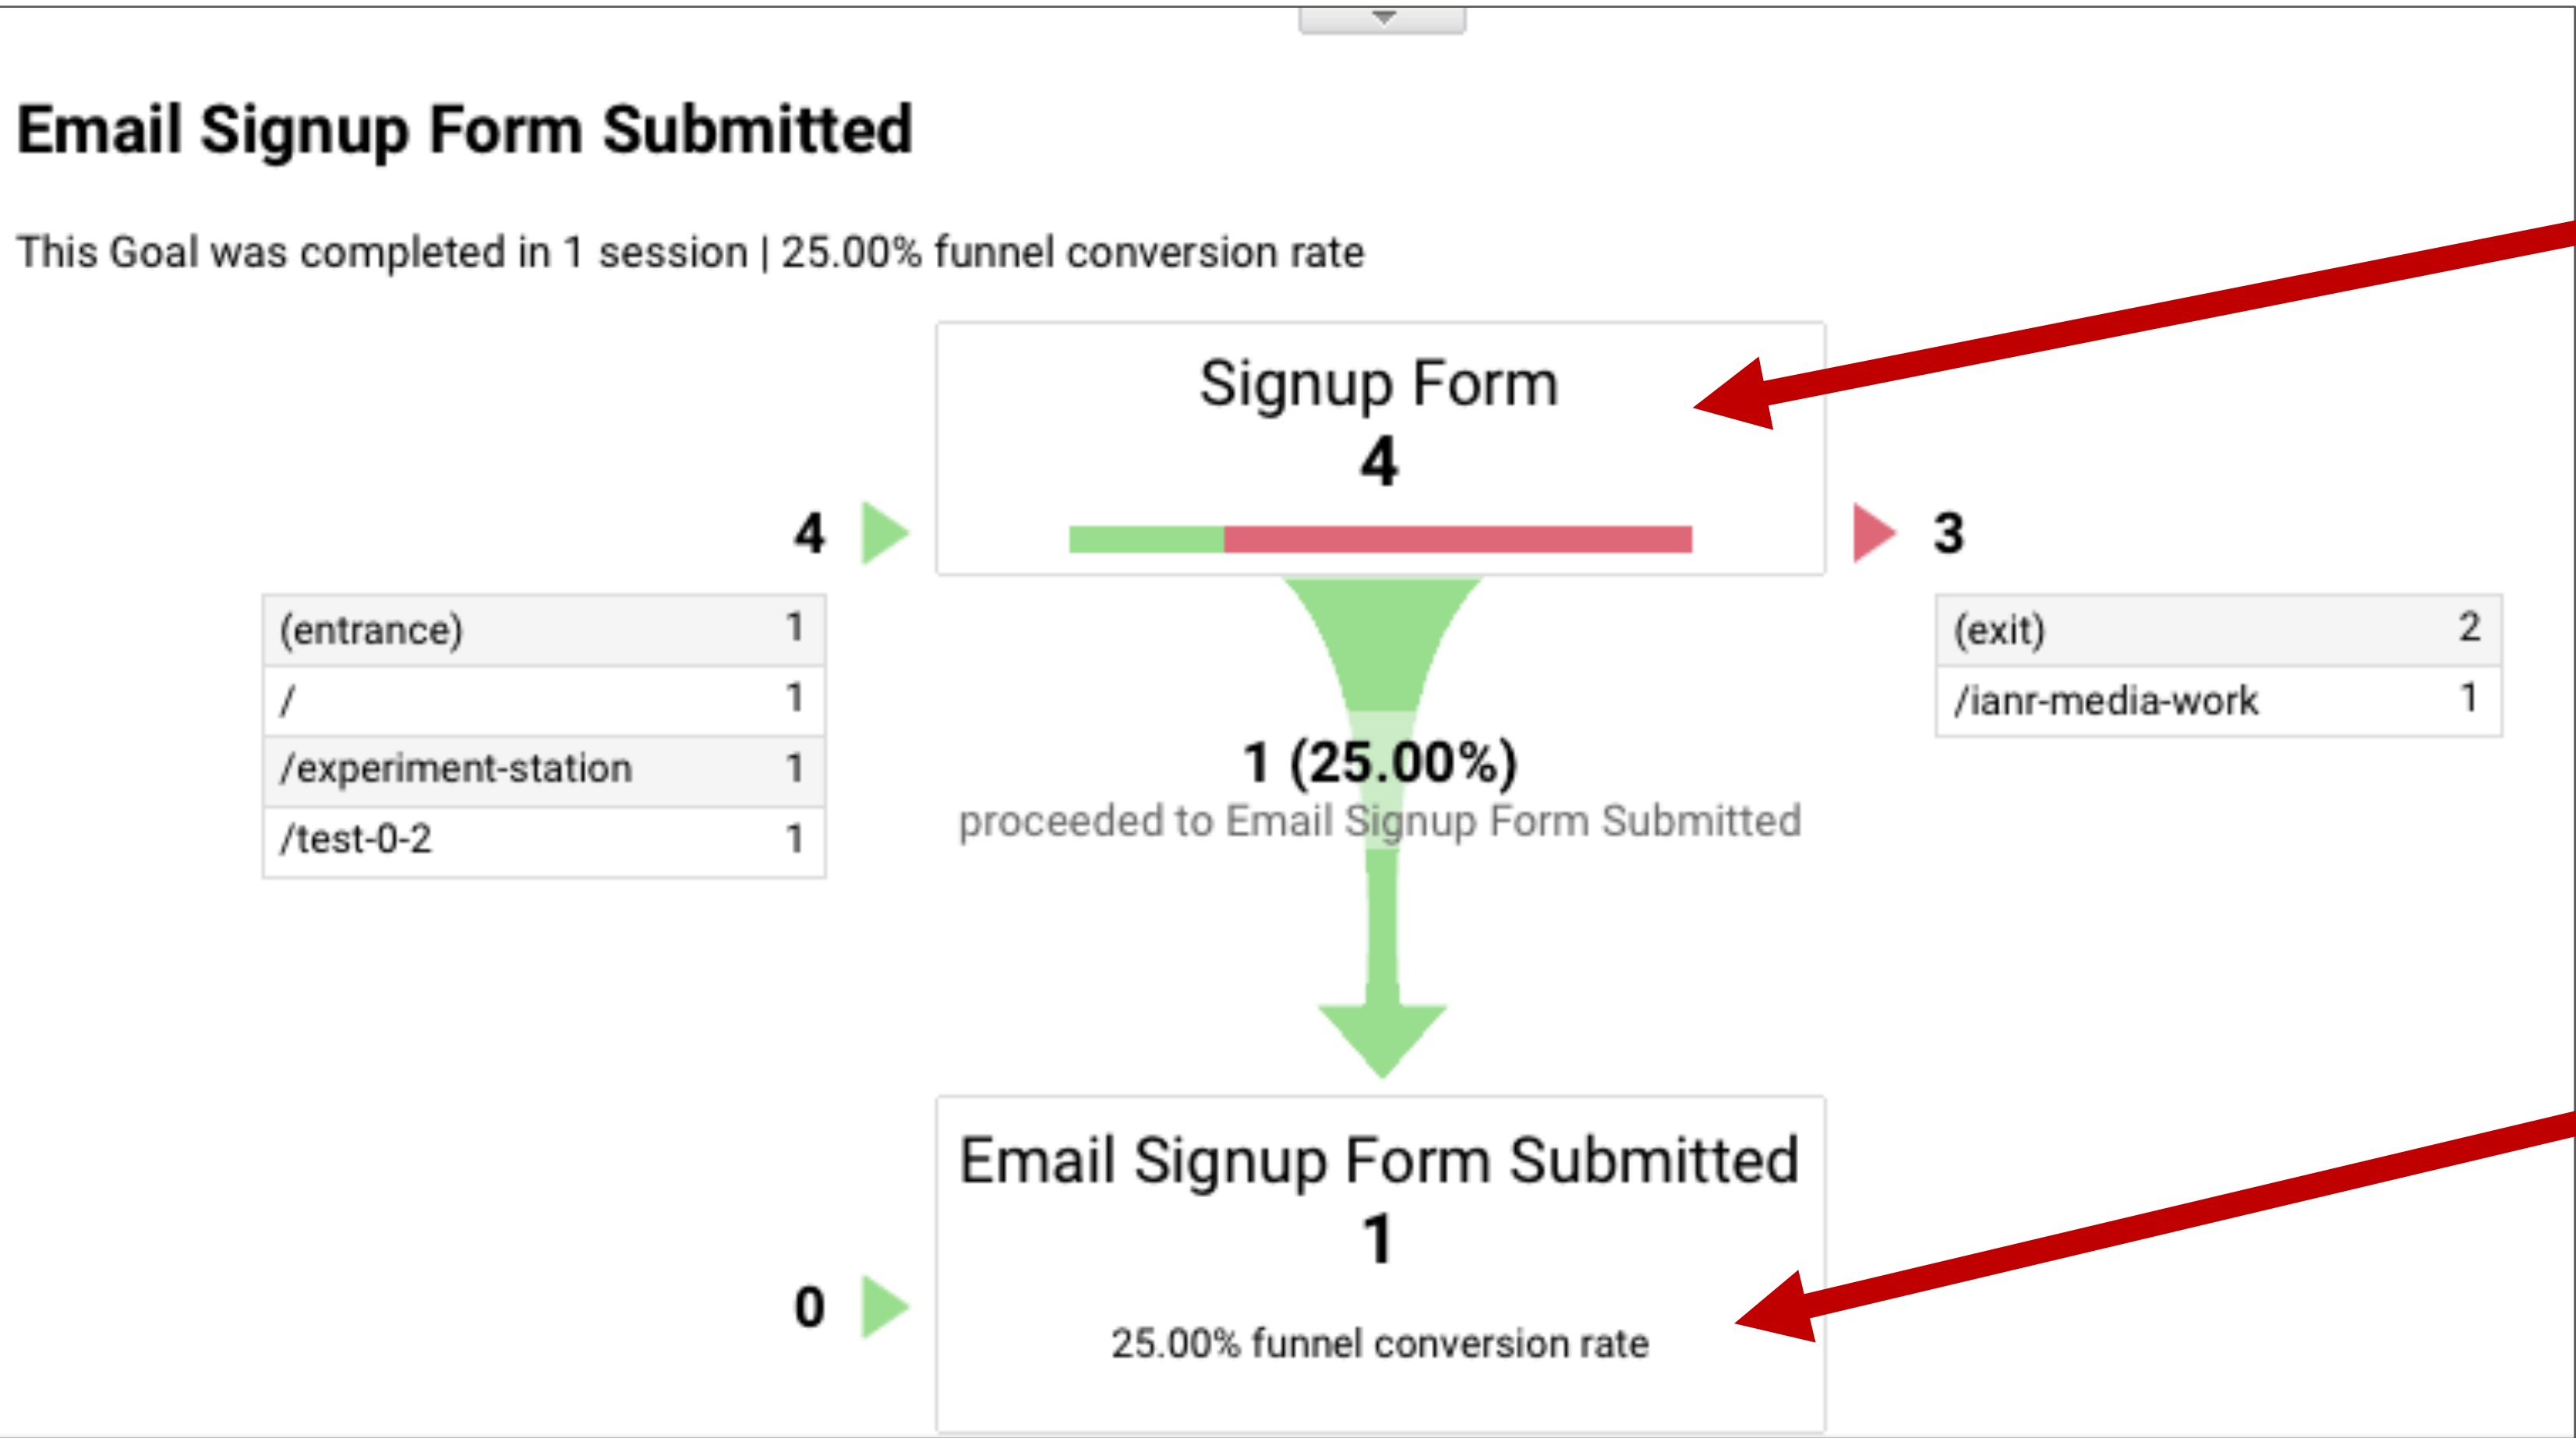 Email Signup Form Submitted
This Goal was completed in 1 session | 25.00% funnel conversion rate
Signup Form
4
4
3
(entrance) 1
/ 1
/experiment-station 1
/test-0-2 1
(exit) 2
/ianr-media-work 1
1 (25.00%)
proceeded to Email Signup Form Submitted
Email Signup Form Submitted
1
0
25.00% funnel conversion rate